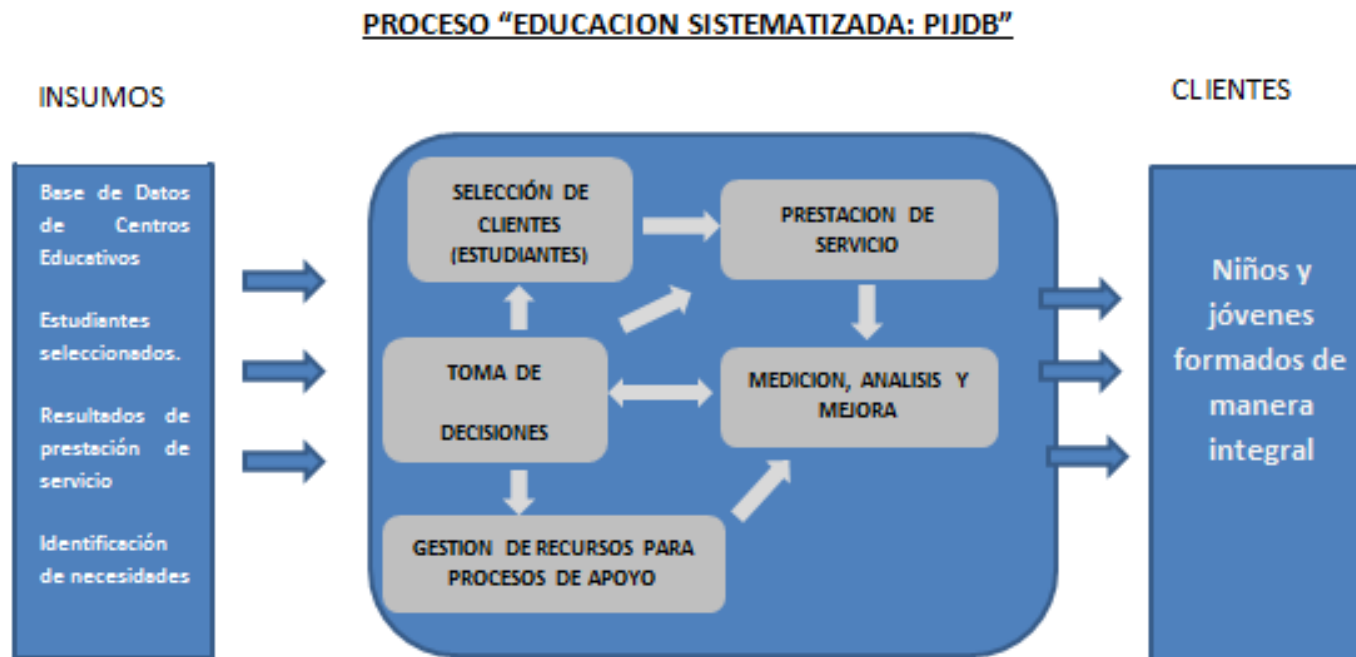 PROCESO “EDUCACION SISTEMATIZADA: PIJDB”
INSUMOS
CLIENTES
Base de Datos
de Centros
Educativos
Estudiantes
seleccionados.
Resultados de
prestación de
servicio
Identificación
de necesidades
SELECCIÓN DE
CLIENTES
(ESTUDIANTES)
PRESTACION DE
SERVICIO
TOMA DE
DECISIONES
MEDICION, ANALISIS Y
MEJORA
GESTION DE RECURSOS PARA
PROCESOS DE APOYO
Niños y
jóvenes
formados de
manera
integral